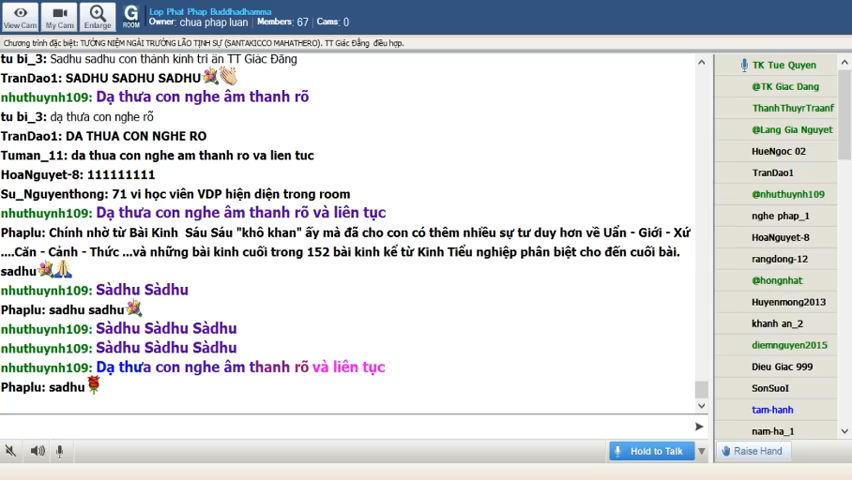 Lop Phat Phap Buddhadhamma
Owner: chua phap luan Members: 67 Cams: 0
View Cam My Cam Enlarge G ROOM
Chương trình đặc biệt: TƯỞNG NIỆM NGÀI TRƯỞNG LÃO TỊNH SỰ (SANTAKICCO MAHATHERO). TT Giác Đẳng điều hợp.
tu bi_3: Sadhu sadhu con thành kính tri ân TT Giác Đẳng
TranDao1: SADHU SADHU SADHU
nhuthuynh109: Dạ thưa con nghe âm thanh rõ
tu bi_3: dạ thưa con nghe rõ
TranDao1: DA THUA CON NGHE RO
Tuman_11: da thua con nghe am thanh ro va lien tuc
HoaNguyet-8: 111111111
Su_Nguyenthong: 71 vi học viên VDP hiện diện trong room
nhuthuynh109: Dạ thưa con nghe âm thanh rõ và liên tục
Phaplu: Chính nhờ từ Bài Kinh Sáu Sáu "khô khan" ấy mà đã cho con có thêm nhiều sự tư duy hơn về Uẩn - Giới - Xứ
....Căn - Cảnh - Thức ...và những bài kinh cuối trong 152 bài kinh kể từ Kinh Tiểu nghiệp phân biệt cho đến cuối bài.
sadhu
nhuthuynh109: Sàdhu Sàdhu
Phaplu: sadhu sadhu
nhuthuynh109: Sàdhu Sàdhu Sàdhu
nhuthuynh109: Sàdhu Sàdhu Sàdhu
nhuthuynh109: Dạ thưa con nghe âm thanh rõ và liên tục
Phaplu: sadhu
TK Tue Quyen
@TK Giac Dang
ThanhThuyrTraanf
@Lang Gia Nguyet
HueNgoc 02
TranDao1
@nhuthuynh109
nghe phap_1
HoaNguyet-8
rangdong-12
@hongnhat
Huyenmong2013
khanh an_2
diemnguyen2015
Dieu Giac 999
SonSuoI
tam-hanh
nam-ha_1
Hold to Talk
Raise Hand